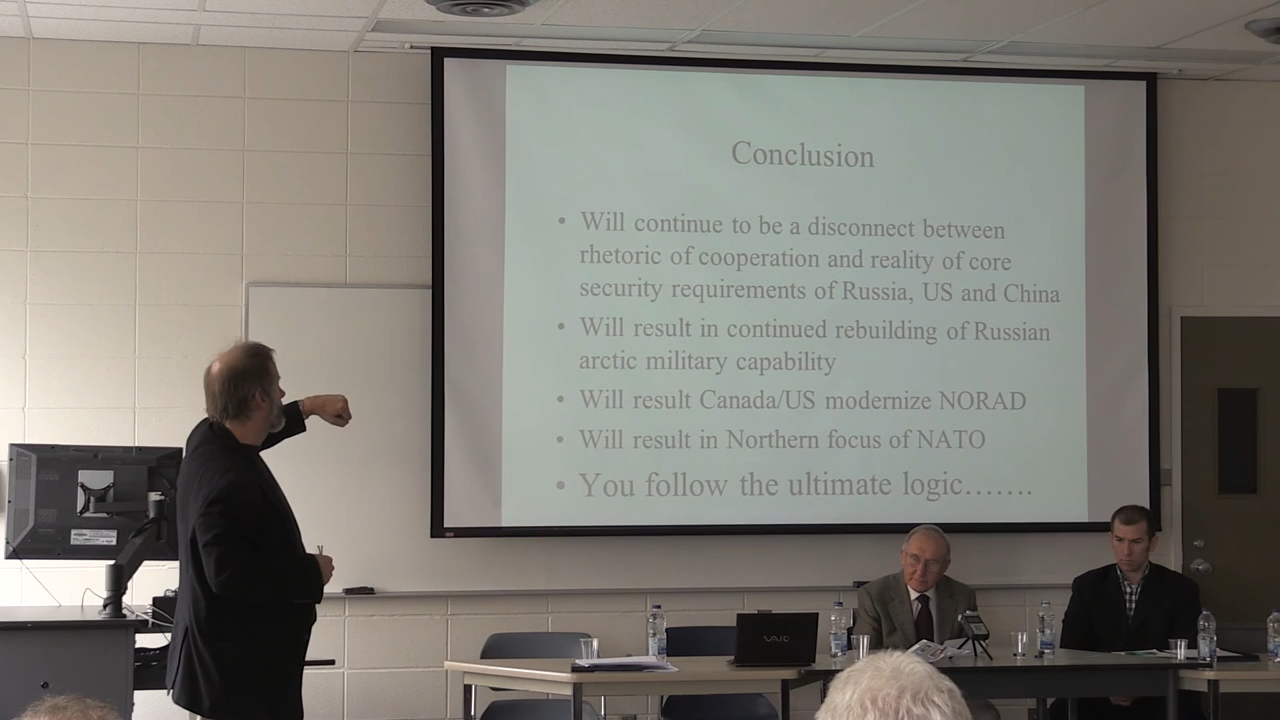 Conclusion
• Will continue to be a disconnect between
rhetoric of cooperation and reality of core
security requirements of Russia, US and China
• Will result in continued rebuilding of Russian
arctic military capability
• Will result Canada/US modernize NORAD
• Will result in Northern focus of NATO
• You follow the ultimate logic…….
VAIO